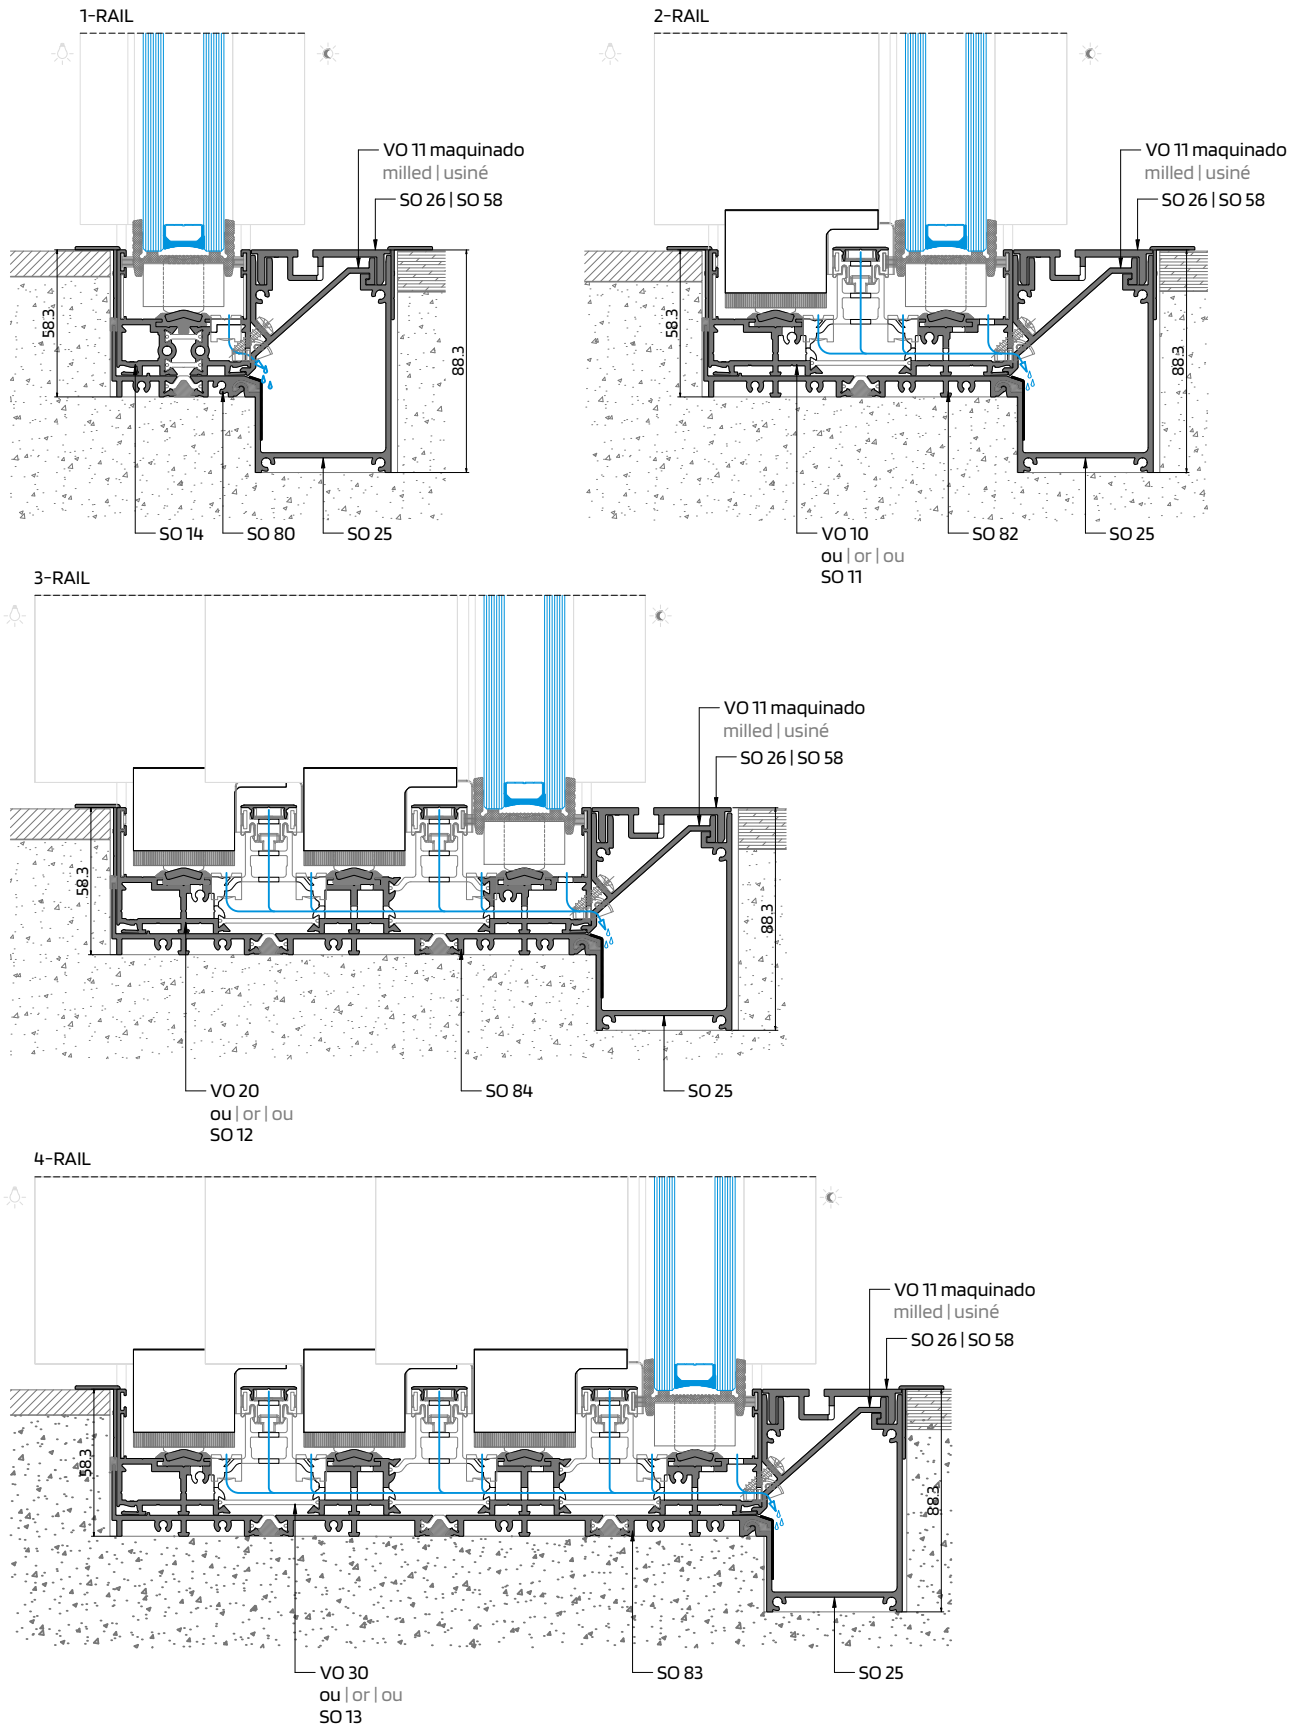 1-RAIL
VO 11 maquinado
milled | usiné
SO 26 | SO 58
58.3
88.3
SO 14
SO 80
SO 25
2-RAIL
VO 11 maquinado
milled | usiné
SO 26 | SO 58
58.3
88.3
VO 10
ou | or | ou
SO 11
SO 82
SO 25
3-RAIL
VO 11 maquinado
milled | usiné
SO 26 | SO 58
58.3
88.3
VO 20
ou | or | ou
SO 12
SO 84
SO 25
4-RAIL
VO 11 maquinado
milled | usiné
SO 26 | SO 58
58.3
88.3
VO 30
ou | or | ou
SO 13
SO 83
SO 25